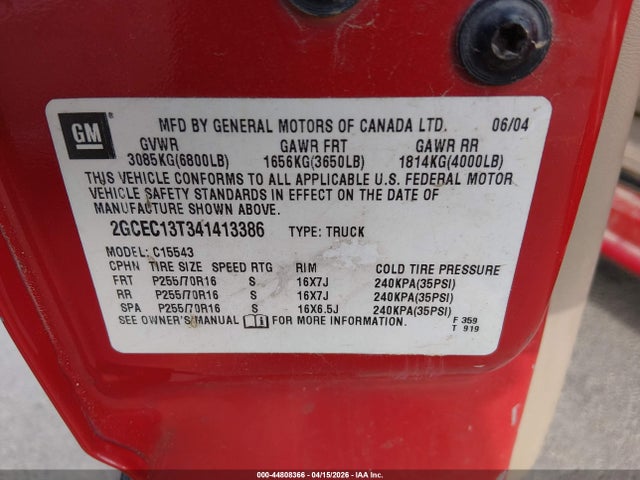 GM
MFD BY GENERAL MOTORS OF CANADA LTD. 06/04
GVWR GAWR FRT GAWR RR
3085KG(6800LB) 1656KG(3650LB) 1814KG(4000LB)
THIS VEHICLE CONFORMS TO ALL APPLICABLE U.S. FEDERAL MOTOR
VEHICLE SAFETY STANDARDS IN EFFECT ON THE DATE OF
MANUFACTURE SHOWN ABOVE.
2GCEC13T341413386 TYPE: TRUCK
MODEL: C15543
CPHN TIRE SIZE SPEED RTG RIM COLD TIRE PRESSURE
FRT P255/70R16 S 16X7J 240KPA(35PSI)
RR P255/70R16 S 16X7J 240KPA(35PSI)
SPA P255/70R16 S 16X6.5J 240KPA(35PSI)
SEE OWNER'S MANUAL FOR MORE INFORMATION
F 359
T 919
000-44808366 - 04/15/2026 - IAA Inc.